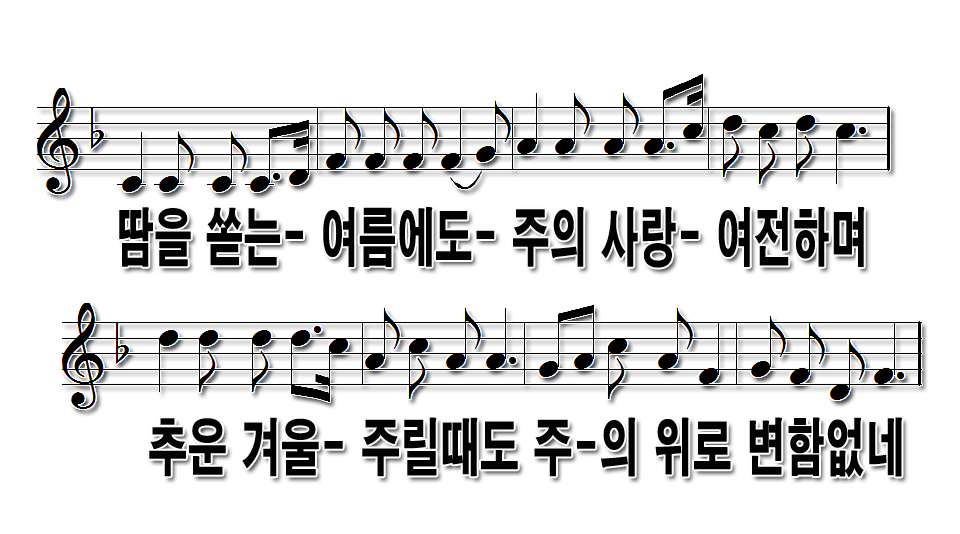 땀을 쏟는- 여름에도- 주의 사랑- 여전하며
추운 겨울- 주릴때도 주-의 위로 변함없네